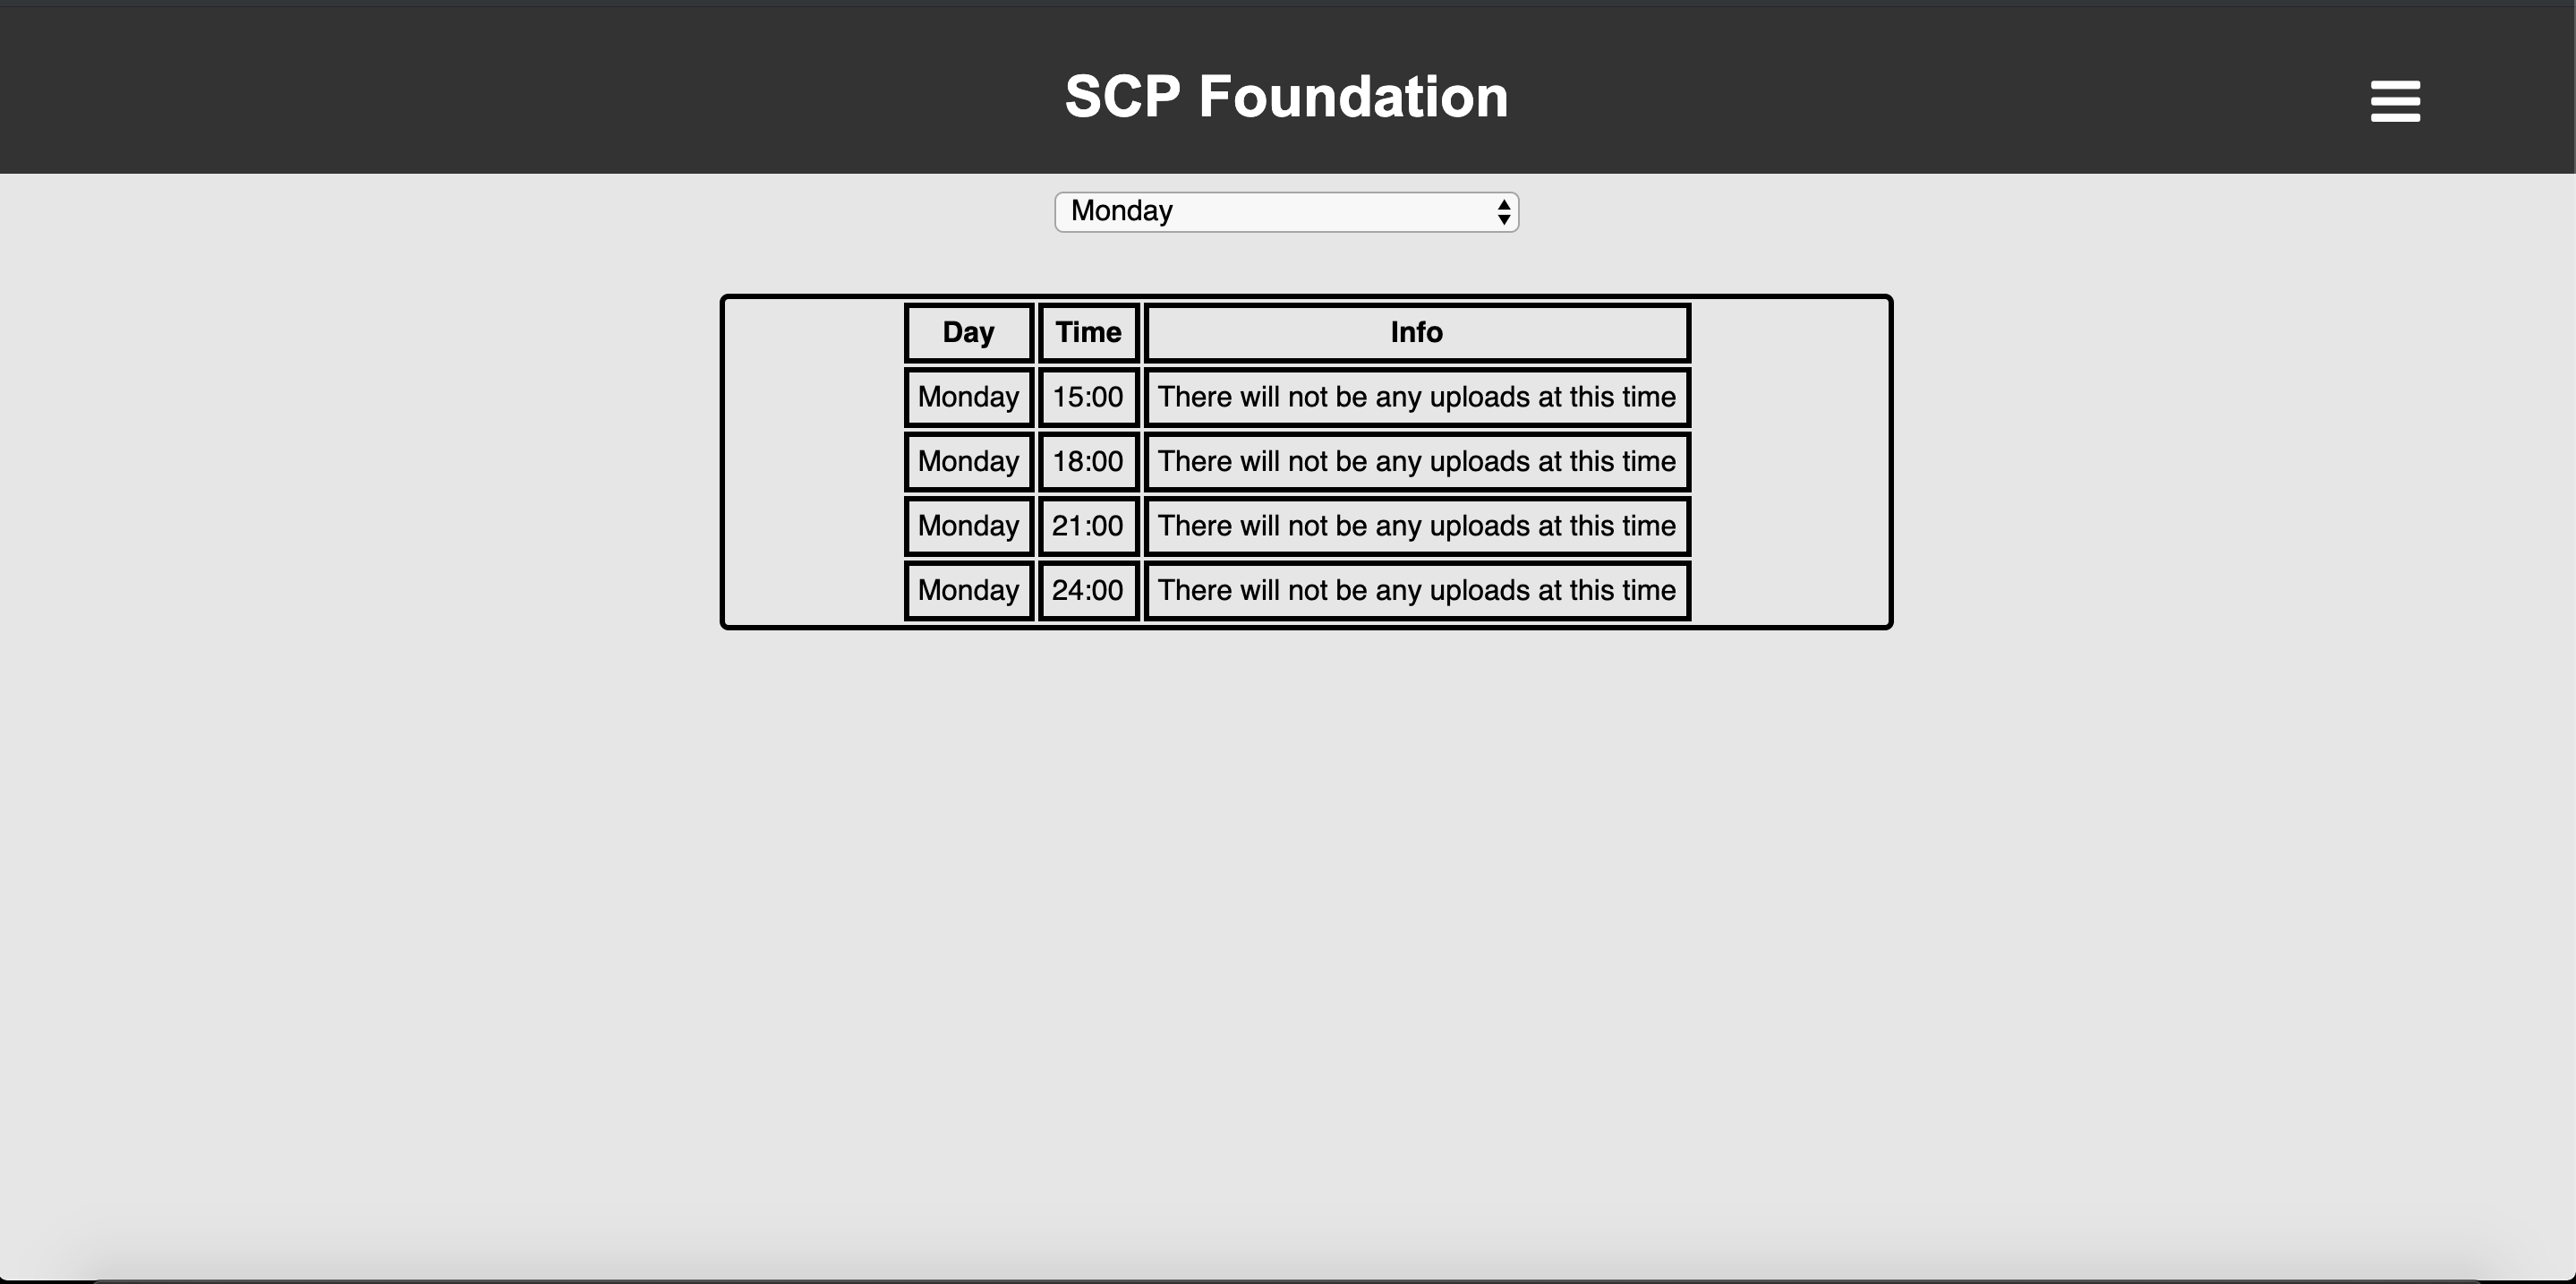 SCP Foundation
Monday
Day Time Info
Monday 15:00 There will not be any uploads at this time
Monday 18:00 There will not be any uploads at this time
Monday 21:00 There will not be any uploads at this time
Monday 24:00 There will not be any uploads at this time